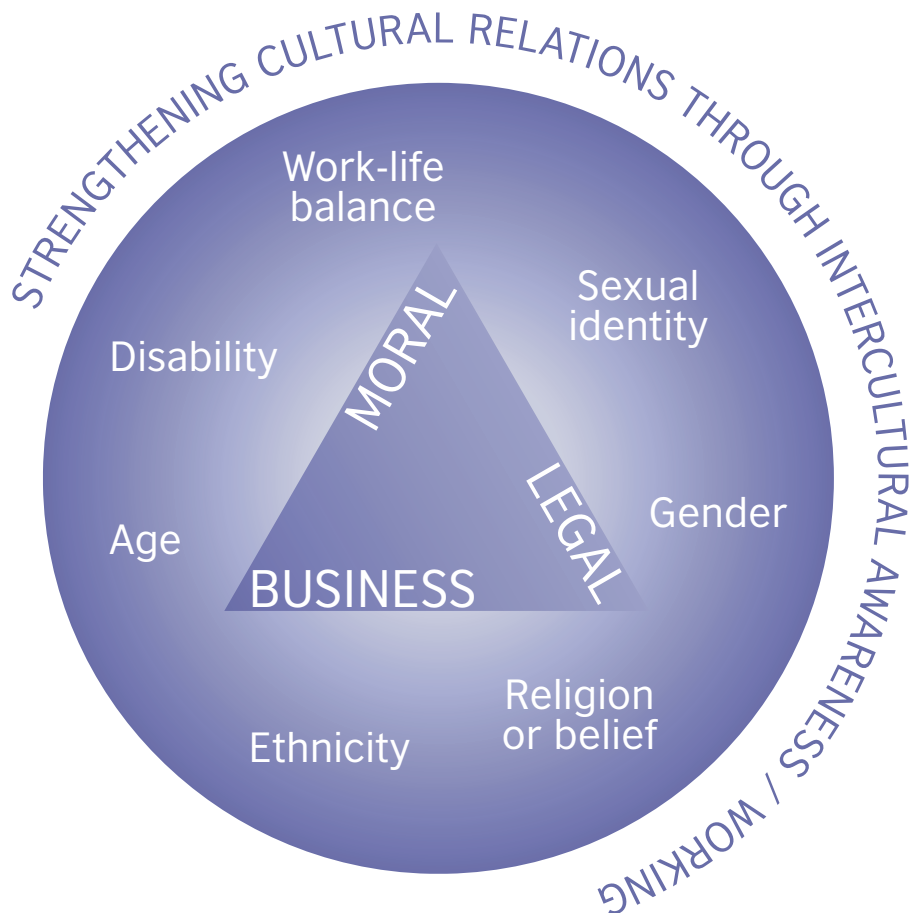 STRENGTHENING CULTURAL RELATIONS THROUGH INTERCULTURAL AWARENESS / WORKING
Work-life
balance
Sexual
identity
Disability
MORAL
LEGAL
Gender
Age
BUSINESS
Religion
or belief
Ethnicity